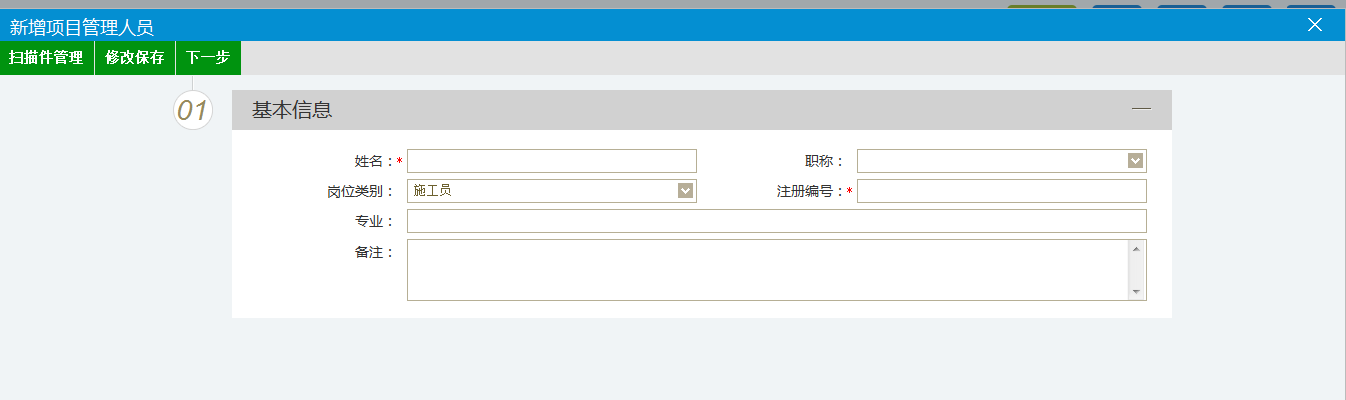 新增项目管理人员
扫描件管理 修改保存 下一步
01 基本信息
姓名：* 职称：
岗位类别： 施工员 注册编号：*
专业：
备注：